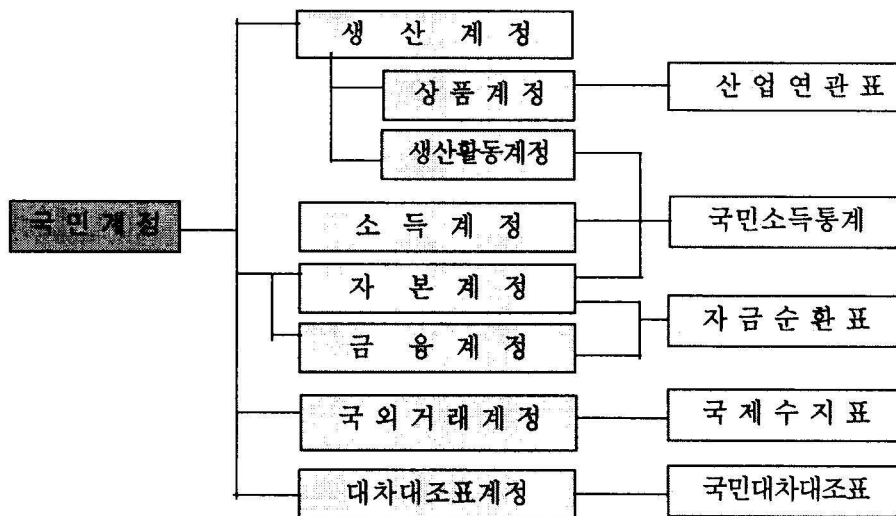 생 산 계 정
상 품 계 정
산 업 연 관 표
생산활동계정
국 민 계 정
소 득 계 정
국민소득통계
자 본 계 정
자 금 순 환 표
금 융 계 정
국 외 거 래 계 정
국 제 수 지 표
대차대조표계정
국민대차대조표